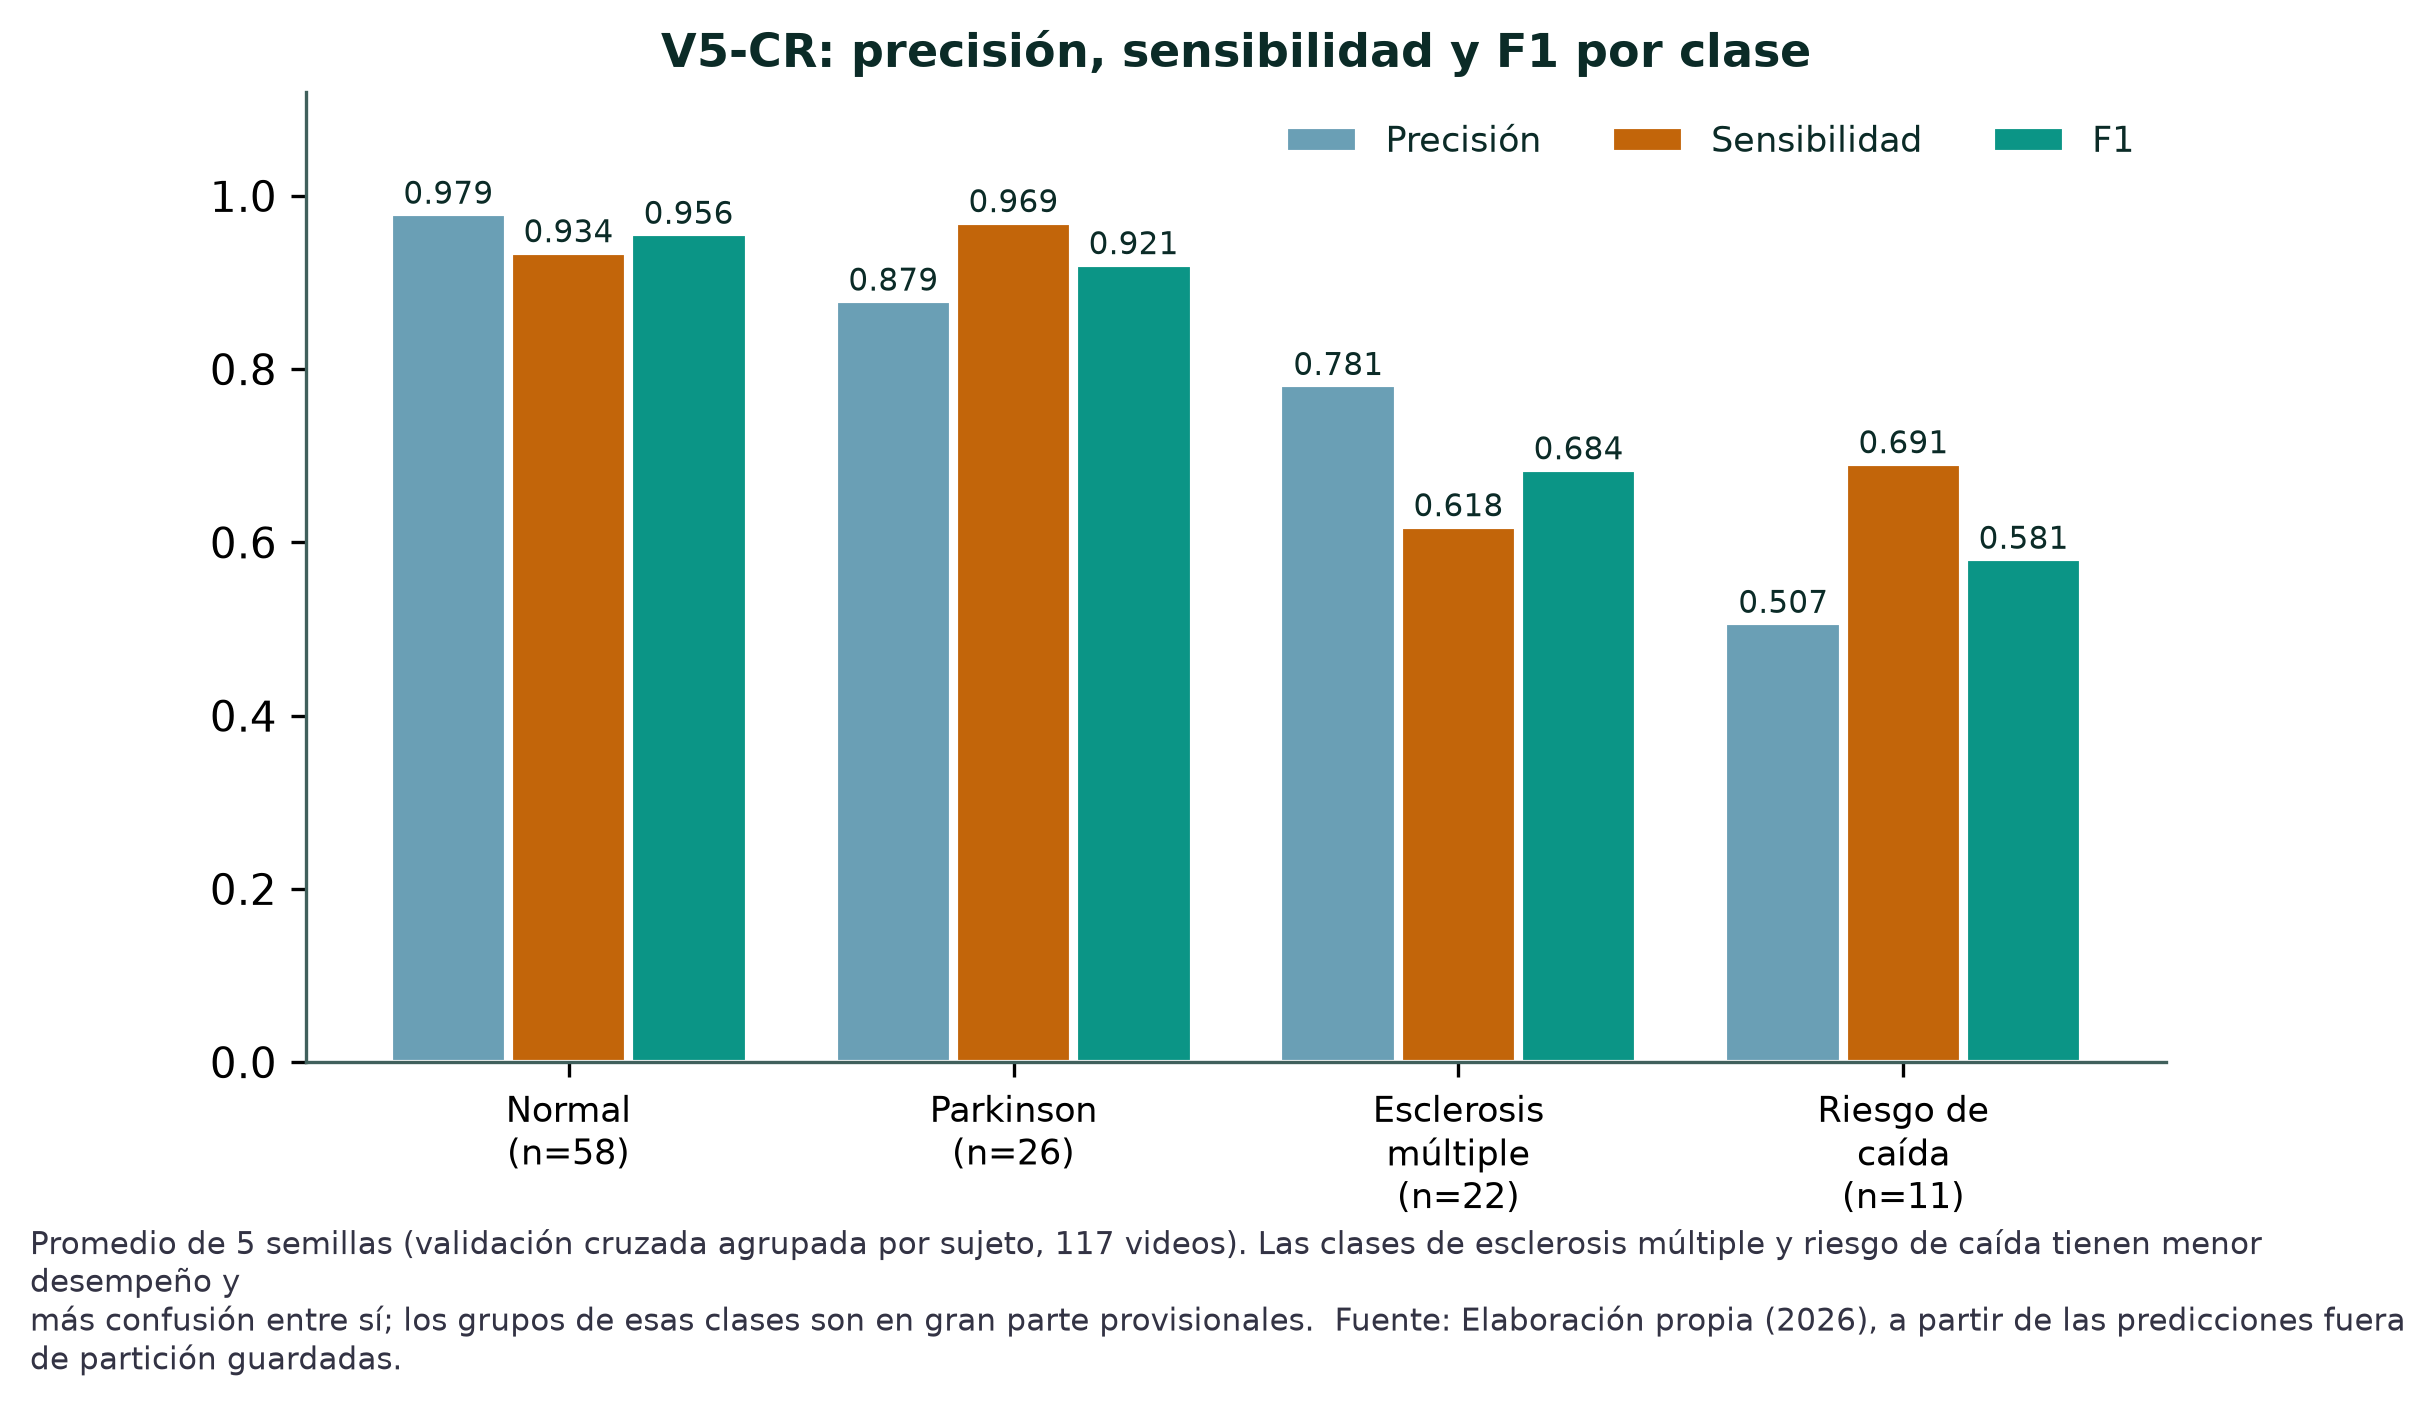 V5-CR: precisión, sensibilidad y F1 por clase
Precisión
Sensibilidad
F1
1.0
0.8
0.6
0.4
0.2
0.0
0.979
0.934
0.956
0.879
0.969
0.921
0.781
0.618
0.684
0.507
0.691
0.581
Normal
(n=58)
Parkinson
(n=26)
Esclerosis
múltiple
(n=22)
Riesgo de
caída
(n=11)
Promedio de 5 semillas (validación cruzada agrupada por sujeto, 117 videos). Las clases de esclerosis múltiple y riesgo de caída tienen menor
desempeño y
más confusión entre sí; los grupos de esas clases son en gran parte provisionales.  Fuente: Elaboración propia (2026), a partir de las predicciones fuera
de partición guardadas.